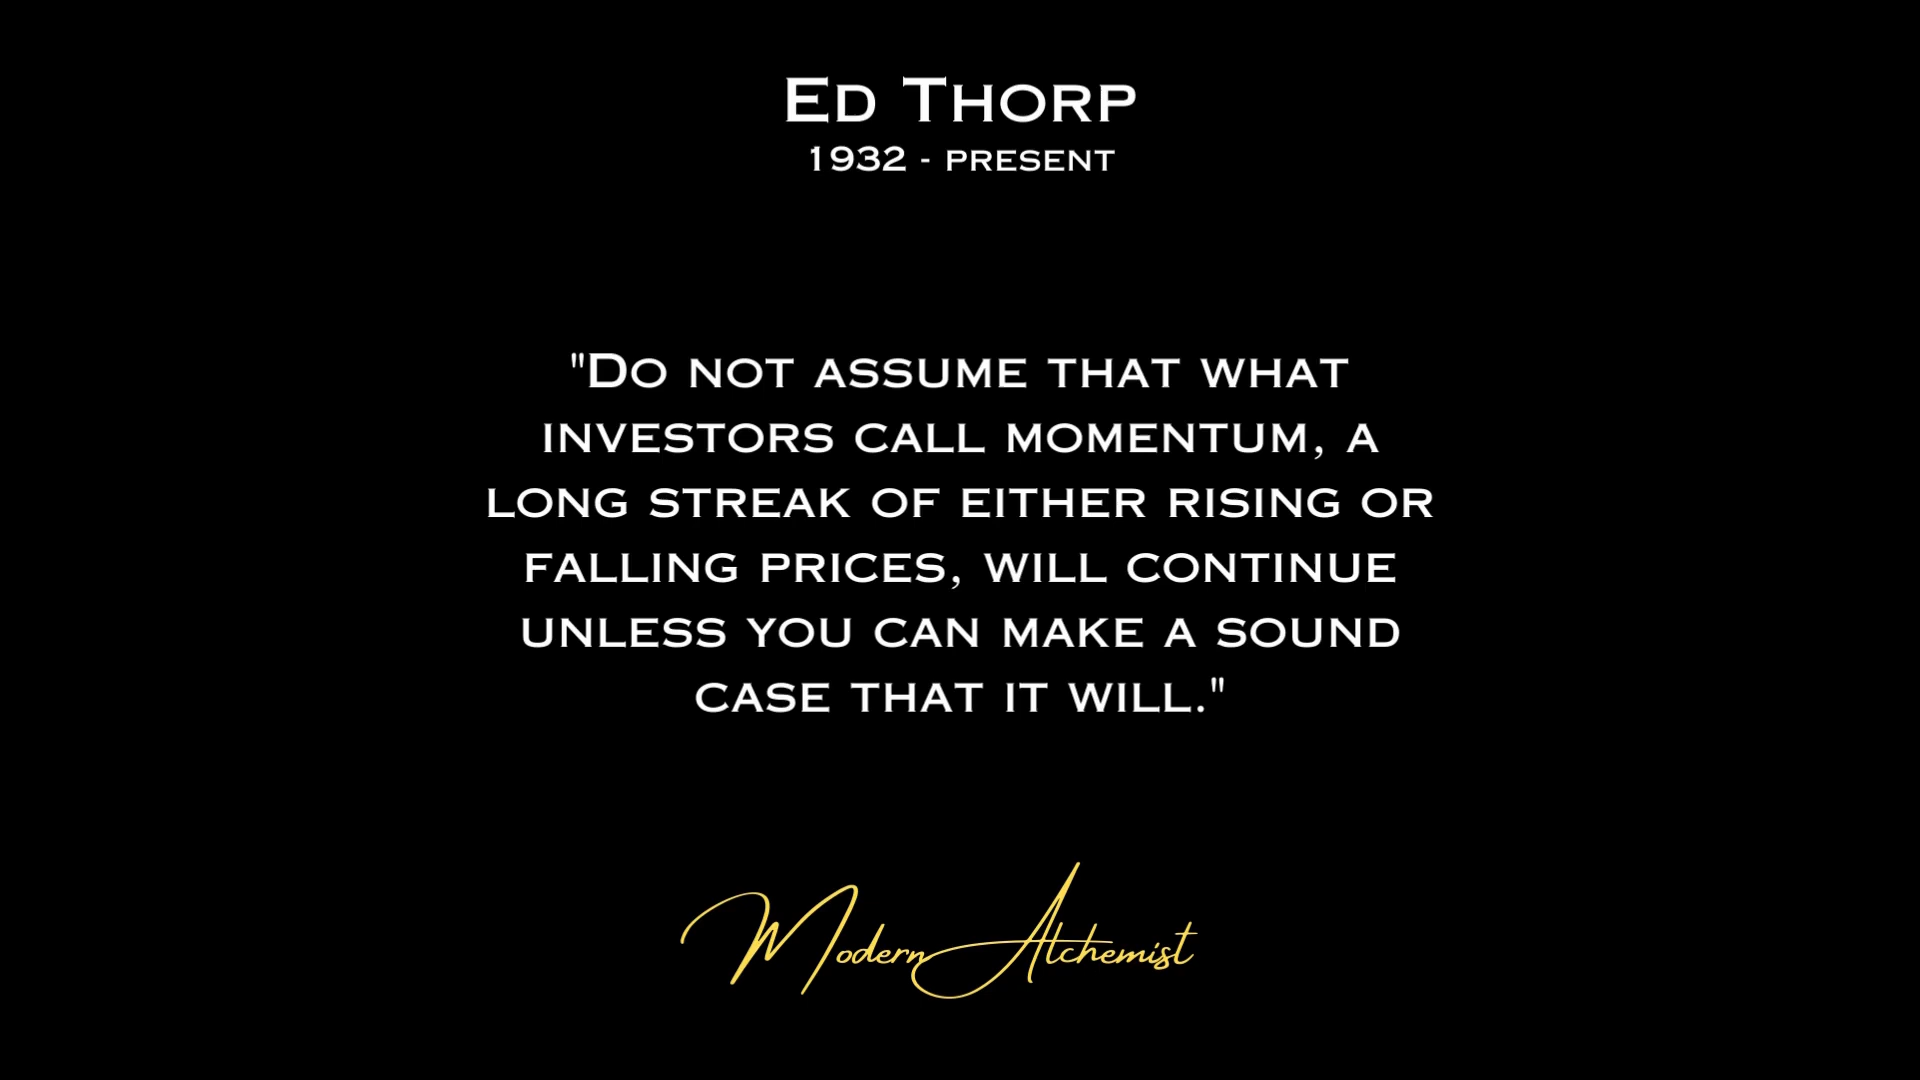 Ed Thorp
1932 - present
"Do not assume that what
investors call momentum, a
long streak of either rising or
falling prices, will continue
unless you can make a sound
case that it will."
Modern Alchemist